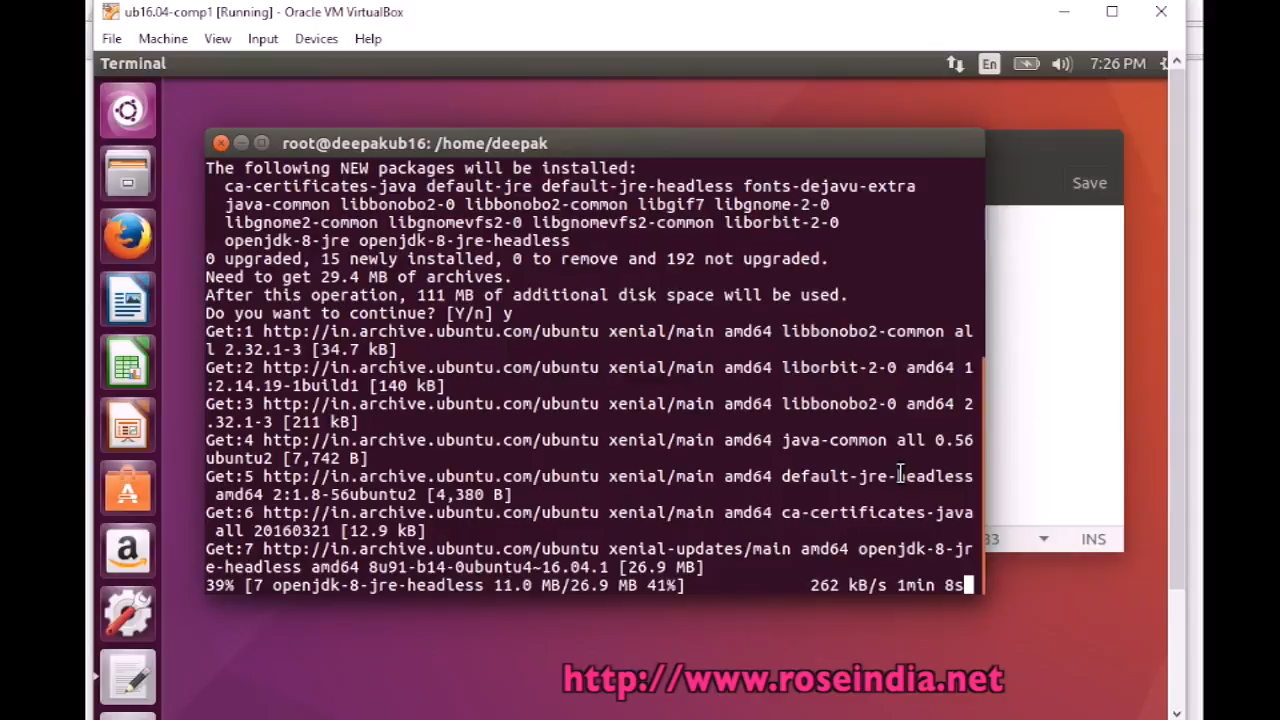 ub16.04-comp1 [Running] - Oracle VM VirtualBox
File Machine View Input Devices Help
Terminal
En
7:26 PM
root@deepakub16: /home/deepak
Save
The following NEW packages will be installed:
ca-certificates-java default-jre default-jre-headless fonts-dejavu-extra
java-common libbonobo2-0 libbonobo2-common libgif7 libgnome-2-0
libgnome2-common libgnomevfs2-0 libgnomevfs2-common liborbit-2-0
openjdk-8-jre openjdk-8-jre-headless
0 upgraded, 15 newly installed, 0 to remove and 192 not upgraded.
Need to get 29.4 MB of archives.
After this operation, 111 MB of additional disk space will be used.
Do you want to continue? [Y/n] y
Get:1 http://in.archive.ubuntu.com/ubuntu xenial/main amd64 libbonobo2-common al
l 2.32.1-3 [34.7 kB]
Get:2 http://in.archive.ubuntu.com/ubuntu xenial/main amd64 liborbit-2-0 amd64 1
:2.14.19-1build1 [140 kB]
Get:3 http://in.archive.ubuntu.com/ubuntu xenial/main amd64 libbonobo2-0 amd64 2
.32.1-3 [211 kB]
Get:4 http://in.archive.ubuntu.com/ubuntu xenial/main amd64 java-common all 0.56
ubuntu2 [7,742 B]
Get:5 http://in.archive.ubuntu.com/ubuntu xenial/main amd64 default-jre-headless
amd64 2:1.8-56ubuntu2 [4,380 B]
Get:6 http://in.archive.ubuntu.com/ubuntu xenial/main amd64 ca-certificates-java
all 20160321 [12.9 kB]
Get:7 http://in.archive.ubuntu.com/ubuntu xenial-updates/main amd64 openjdk-8-jr
e-headless amd64 8u91-b14-0ubuntu4~16.04.1 [26.9 MB]
39% [7 openjdk-8-jre-headless 11.0 MB/26.9 MB 41%] 262 kB/s 1min 8s
33 INS
http://www.roseindia.net